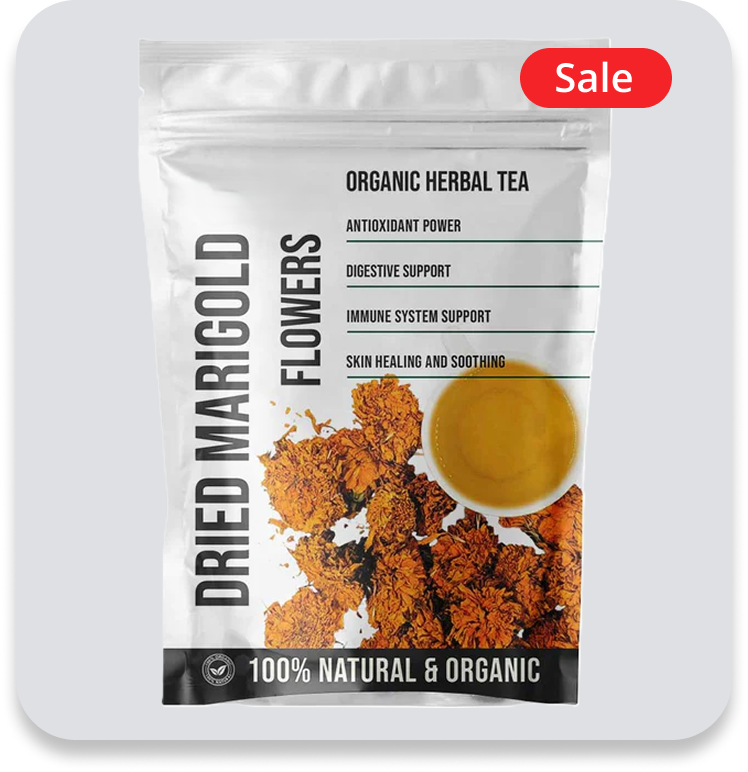 Sale
ORGANIC HERBAL TEA
ANTIOXIDANT POWER
DIGESTIVE SUPPORT
IMMUNE SYSTEM SUPPORT
SKIN HEALING AND SOOTHING
DRIED MARIGOLD
FLOWERS
100% NATURAL & ORGANIC